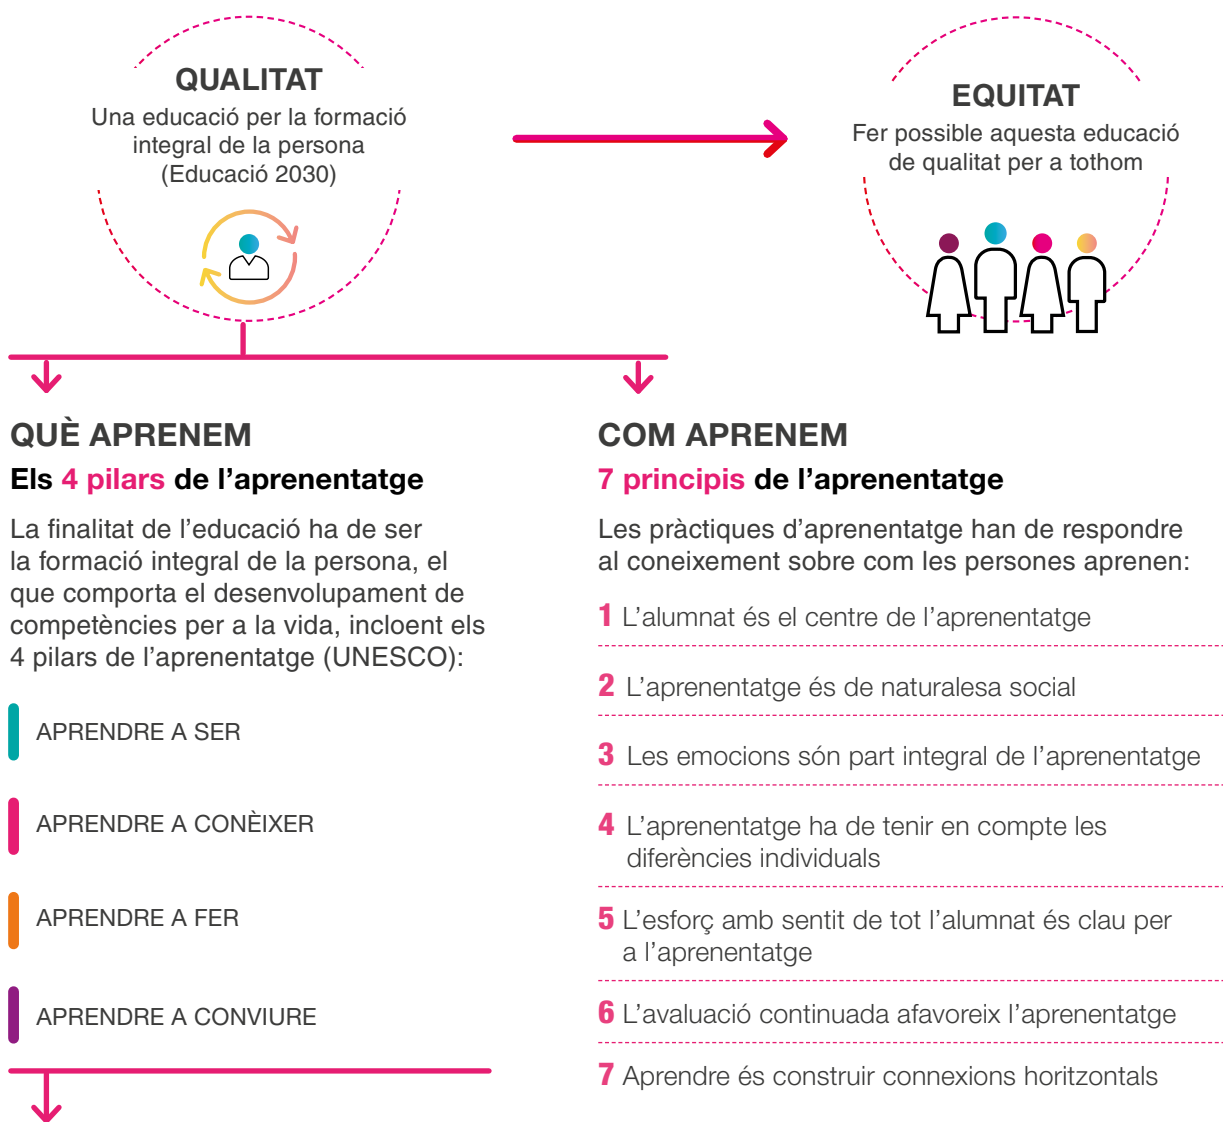 QUALITAT
Una educació per la formació
integral de la persona
(Educació 2030)
EQUITAT
Fer possible aquesta educació
de qualitat per a tothom
QUÈ APRENEM
Els 4 pilars de l’aprenentatge
La finalitat de l’educació ha de ser
la formació integral de la persona, el
que comporta el desenvolupament de
competències per a la vida, incloent els
4 pilars de l’aprenentatge (UNESCO):
APRENDRE A SER
APRENDRE A CONÈIXER
APRENDRE A FER
APRENDRE A CONVIURE
COM APRENEM
7 principis de l’aprenentatge
Les pràctiques d’aprenentatge han de respondre
al coneixement sobre com les persones aprenen:
1 L’alumnat és el centre de l’aprenentatge
2 L’aprenentatge és de naturalesa social
3 Les emocions són part integral de l’aprenentatge
4 L’aprenentatge ha de tenir en compte les
diferències individuals
5 L’esforç amb sentit de tot l’alumnat és clau per
a l’aprenentatge
6 L’avaluació continuada afavoreix l’aprenentatge
7 Aprendre és construir connexions horitzontals